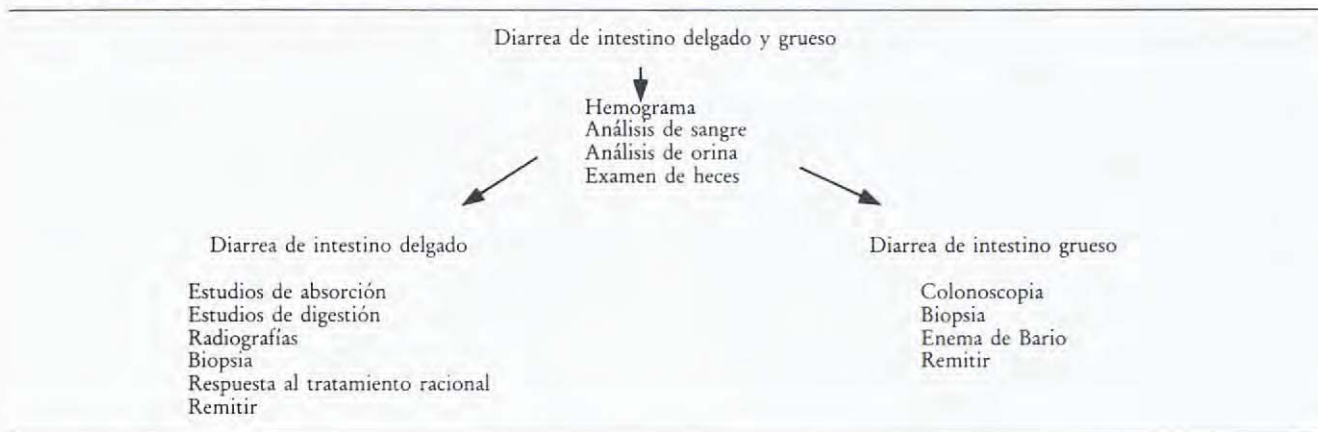 Diarrea de intestino delgado y grueso
Hemograma
Análisis de sangre
Análisis de orina
Examen de heces
Diarrea de intestino delgado
Estudios de absorción
Estudios de digestión
Radiografías
Biopsia
Respuesta al tratamiento racional
Remitir
Diarrea de intestino grueso
Colonoscopia
Biopsia
Enema de Bario
Remitir